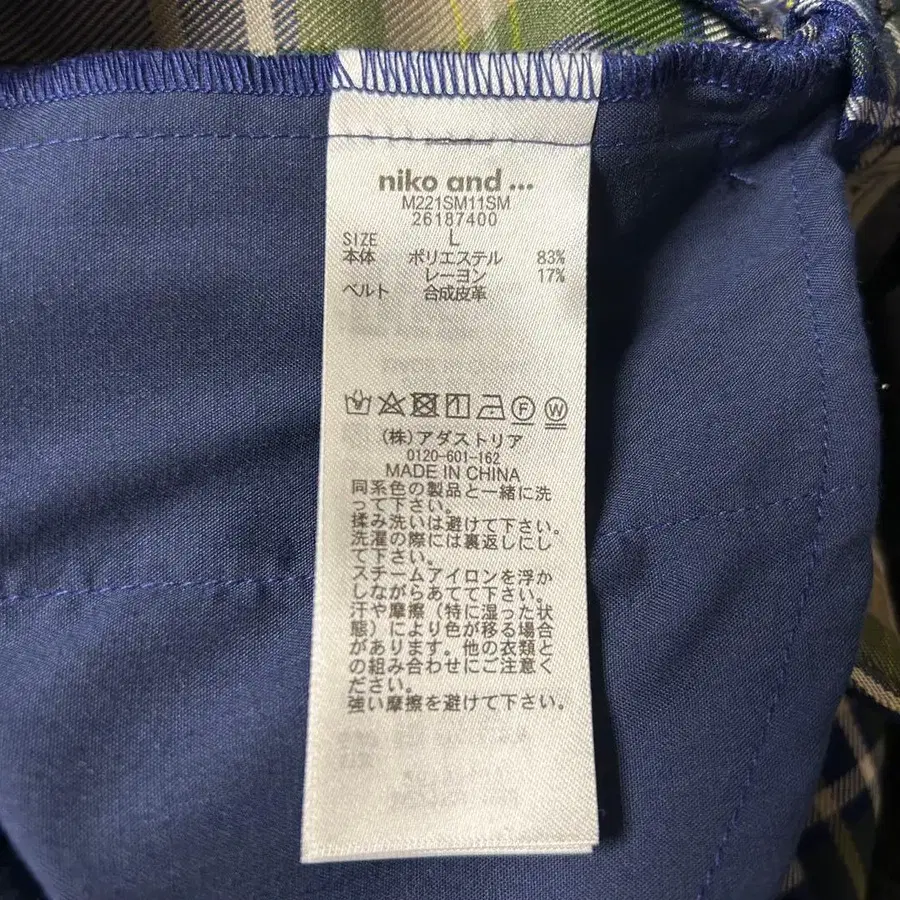 niko and ...
M221SM11SM
26187400
SIZE L
本体 ポリエステル 83%
レーヨン 17%
ベルト 合成皮革
F W
(株)アダストリア
0120-601-162
MADE IN CHINA
同系色の製品と一緒に洗
って下さい。
揉み洗いは避けて下さい。
洗濯の際には裏返しにし
て下さい。
スチームアイロンを浮か
しながらあてて下さい。
汗や摩擦（特に湿った状
態）により色が移る場合
があります。他の衣類と
の組み合わせにご注意く
ださい。
強い摩擦を避けて下さい。